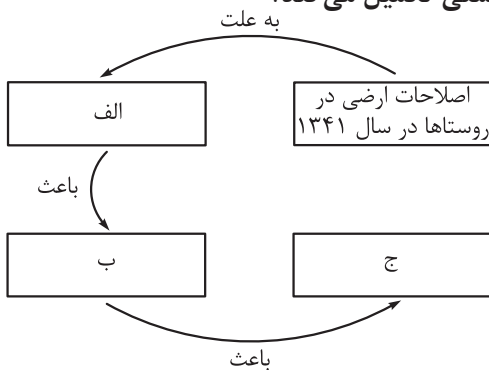 به علت
اصلاحات ارضی در
روستاها در سال ۱۳۴۱
الف
باعث
ب
ج
باعث